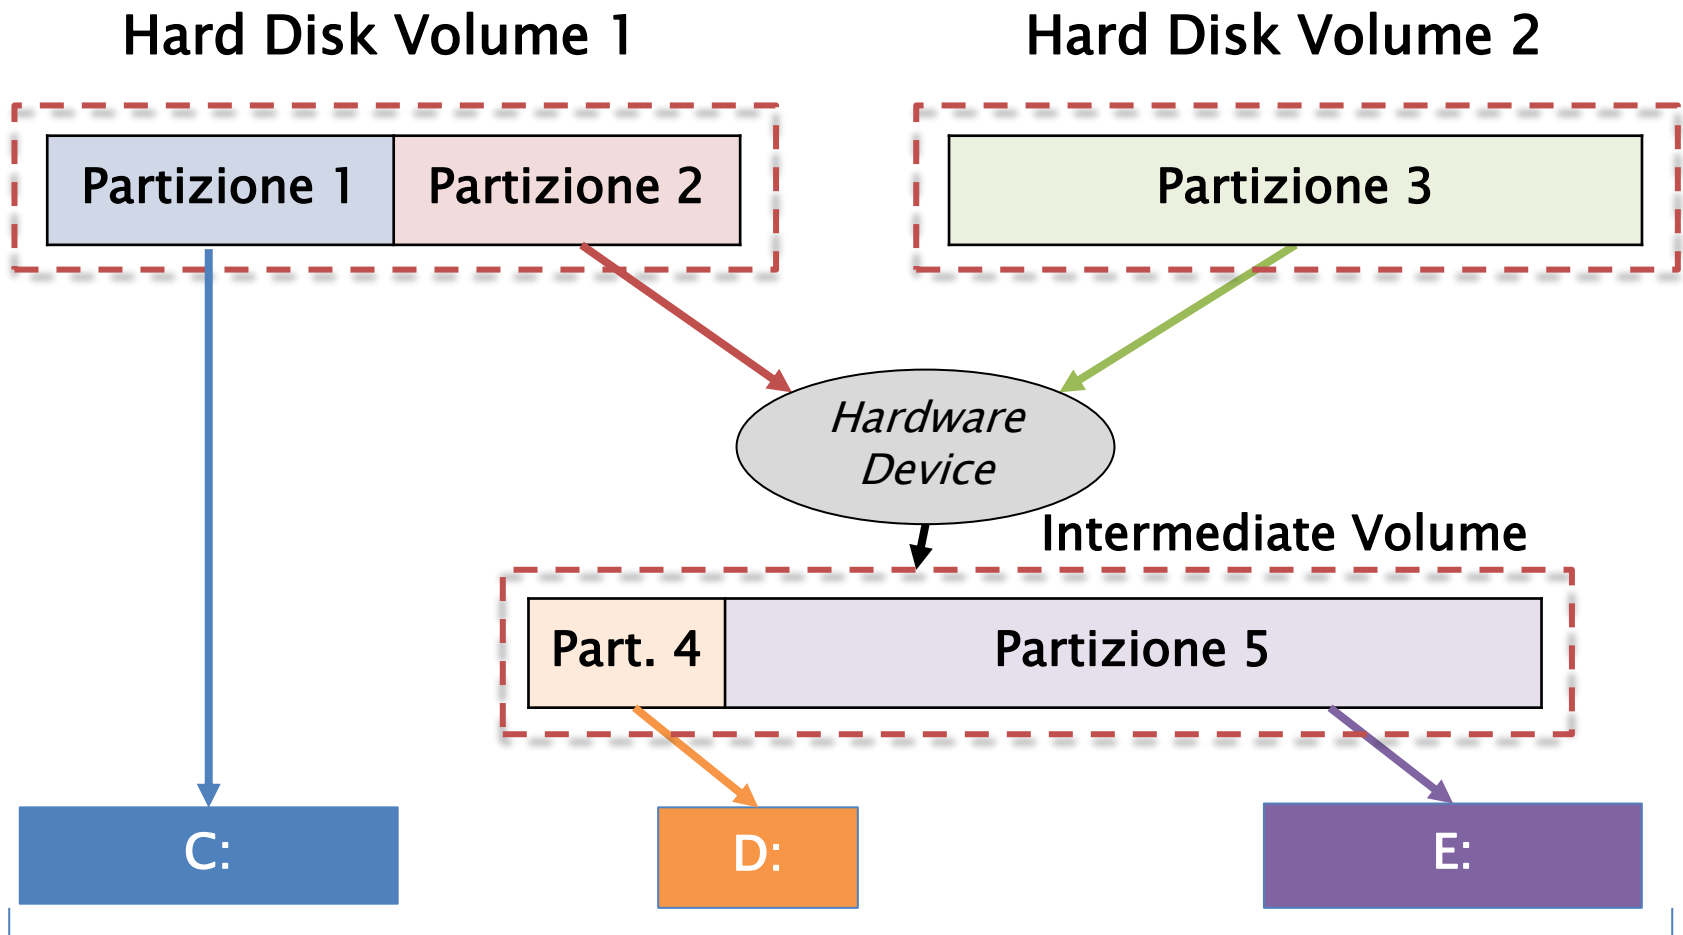 Hard Disk Volume 1
Hard Disk Volume 2
Partizione 1
Partizione 2
Partizione 3
Hardware
Device
Intermediate Volume
Part. 4
Partizione 5
C:
D:
E: